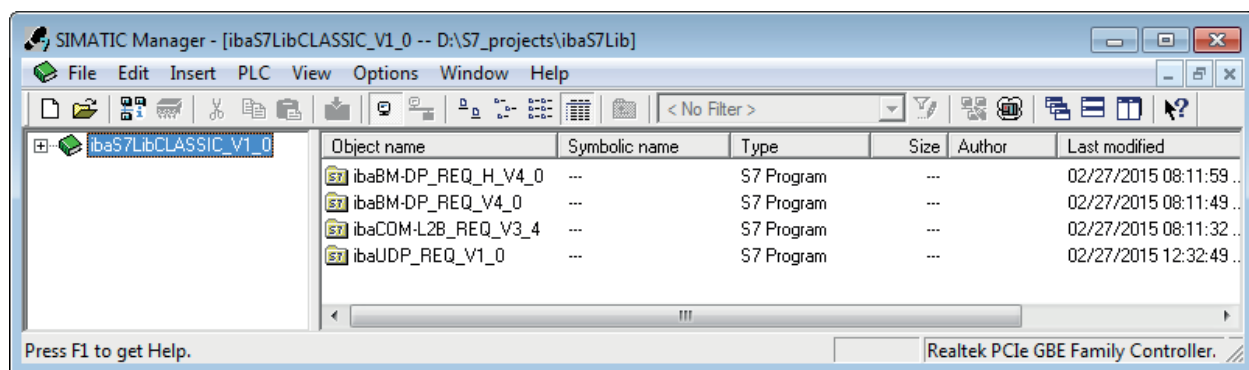 SIMATIC Manager - [ibaS7LibCLASSIC_V1_0 -- D:\S7_projects\ibaS7Lib]
File Edit Insert PLC View Options Window Help
< No Filter >
ibaS7LibCLASSIC_V1_0
Object name Symbolic name Type Size Author Last modified
ibaBM-DP_REQ_H_V4_0 --- S7 Program --- 02/27/2015 08:11:59 ..
ibaBM-DP_REQ_V4_0 --- S7 Program --- 02/27/2015 08:11:49 ..
ibaCOM-L2B_REQ_V3_4 --- S7 Program --- 02/27/2015 08:11:32 ..
ibaUDP_REQ_V1_0 --- S7 Program --- 02/27/2015 12:32:49 ..
Press F1 to get Help. Realtek PCIe GBE Family Controller.